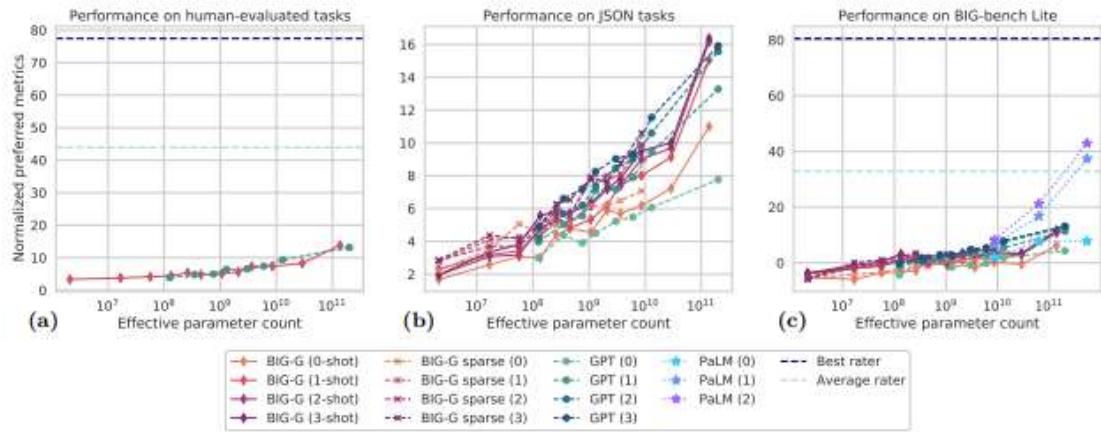 Performance on human-evaluated tasks
Performance on JSON tasks
Performance on BIG-bench Lite
Normalized preferred metrics
80
70
60
50
40
30
20
10
0
10^7
10^8
10^9
10^10
10^11
(a)
Effective parameter count
16
14
12
10
8
6
4
2
10^7
10^8
10^9
10^10
10^11
(b)
Effective parameter count
80
60
40
20
0
10^7
10^8
10^9
10^10
10^11
(c)
Effective parameter count
BIG-G (0-shot)
BIG-G (1-shot)
BIG-G (2-shot)
BIG-G (3-shot)
BIG-G sparse (0)
BIG-G sparse (1)
BIG-G sparse (2)
BIG-G sparse (3)
GPT (0)
GPT (1)
GPT (2)
GPT (3)
PaLM (0)
PaLM (1)
PaLM (2)
Best rater
Average rater